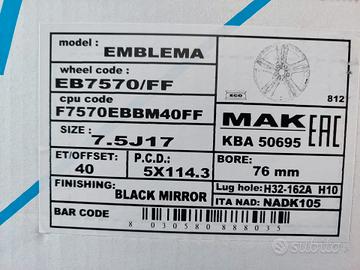 model : EMBLEMA
wheel code :
EB7570/FF
cpu code
F7570EBBM40FF
SIZE :
7.5J17
ECO
812
MAK EAC
KBA 50695
ET/OFFSET:
40
P.C.D.:
5X114.3
BORE:
76 mm
FINISHING:
BLACK MIRROR
Lug hole: H32-162A H10
ITA NAD: NADK105
BAR CODE
8 030580 888035
subito